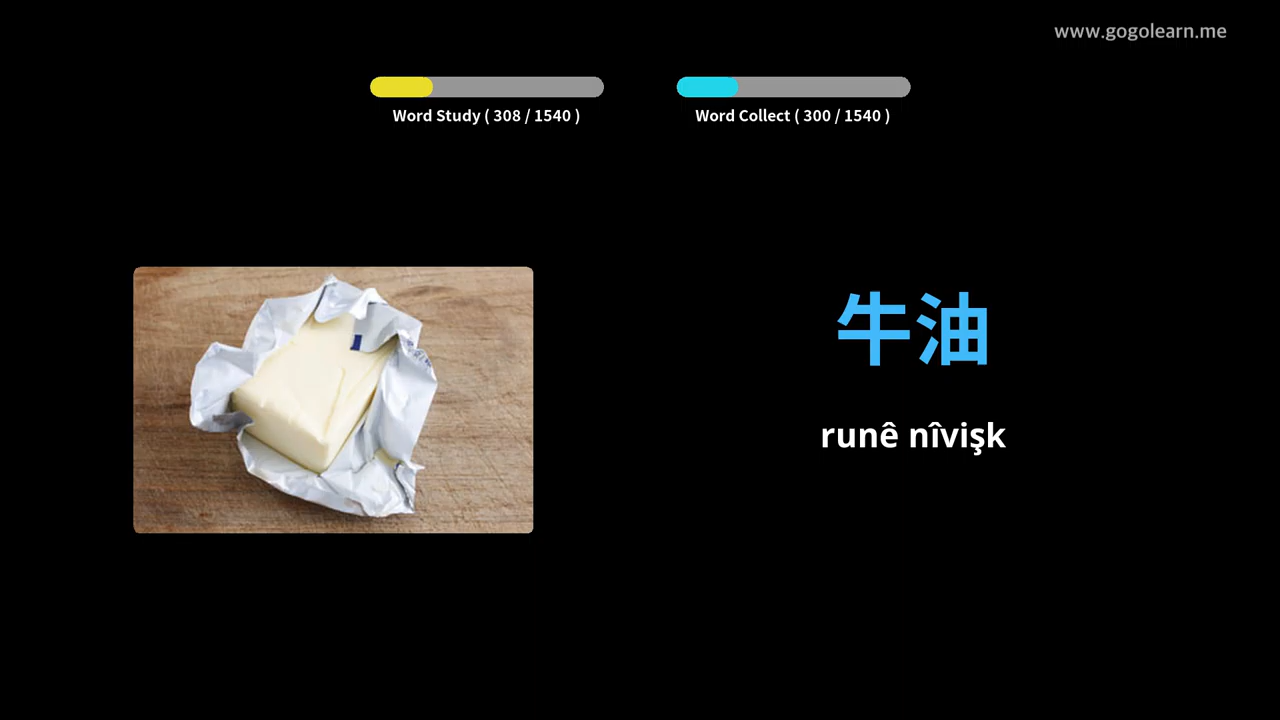 www.gogolearn.me
Word Study ( 308 / 1540 )
Word Collect ( 300 / 1540 )
牛油
runê nîvişk